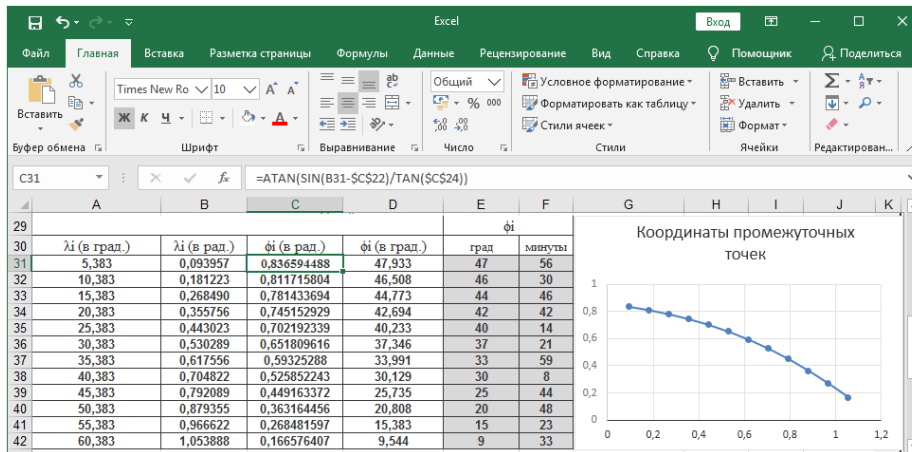 Excel
Вход
Файл Главная Вставка Разметка страницы Формулы Данные Рецензирование Вид Справка Помощник Поделиться
Вставить
Times New Ro 10 A A
Ж К Ч
A
ab
Общий
% 000
Условное форматирование
Форматировать как таблицу
Стили ячеек
Вставить
Удалить
Формат
Буфер обмена Шрифт Выравнивание Число Стили Ячейки Редактирован...
C31 fx =ATAN(SIN(B31-$C$22)/TAN($C$24))
A B C D E F G H I J K
29 ϕi
30 λi (в град.) λi (в рад.) ϕi (в рад.) ϕi (в град.) град минуты
31 5,383 0,093957 0,836594488 47,933 47 56
32 10,383 0,181223 0,811715804 46,508 46 30
33 15,383 0,268490 0,781433694 44,773 44 46
34 20,383 0,355756 0,745152929 42,694 42 42
35 25,383 0,443023 0,702192339 40,233 40 14
36 30,383 0,530289 0,651809616 37,346 37 21
37 35,383 0,617556 0,59325288 33,991 33 59
38 40,383 0,704822 0,525852243 30,129 30 8
39 45,383 0,792089 0,449163372 25,735 25 44
40 50,383 0,879355 0,363164456 20,808 20 48
41 55,383 0,966622 0,268481597 15,383 15 23
42 60,383 1,053888 0,166576407 9,544 9 33
Координаты промежуточных
точек
1
0,8
0,6
0,4
0,2
0
0 0,2 0,4 0,6 0,8 1 1,2